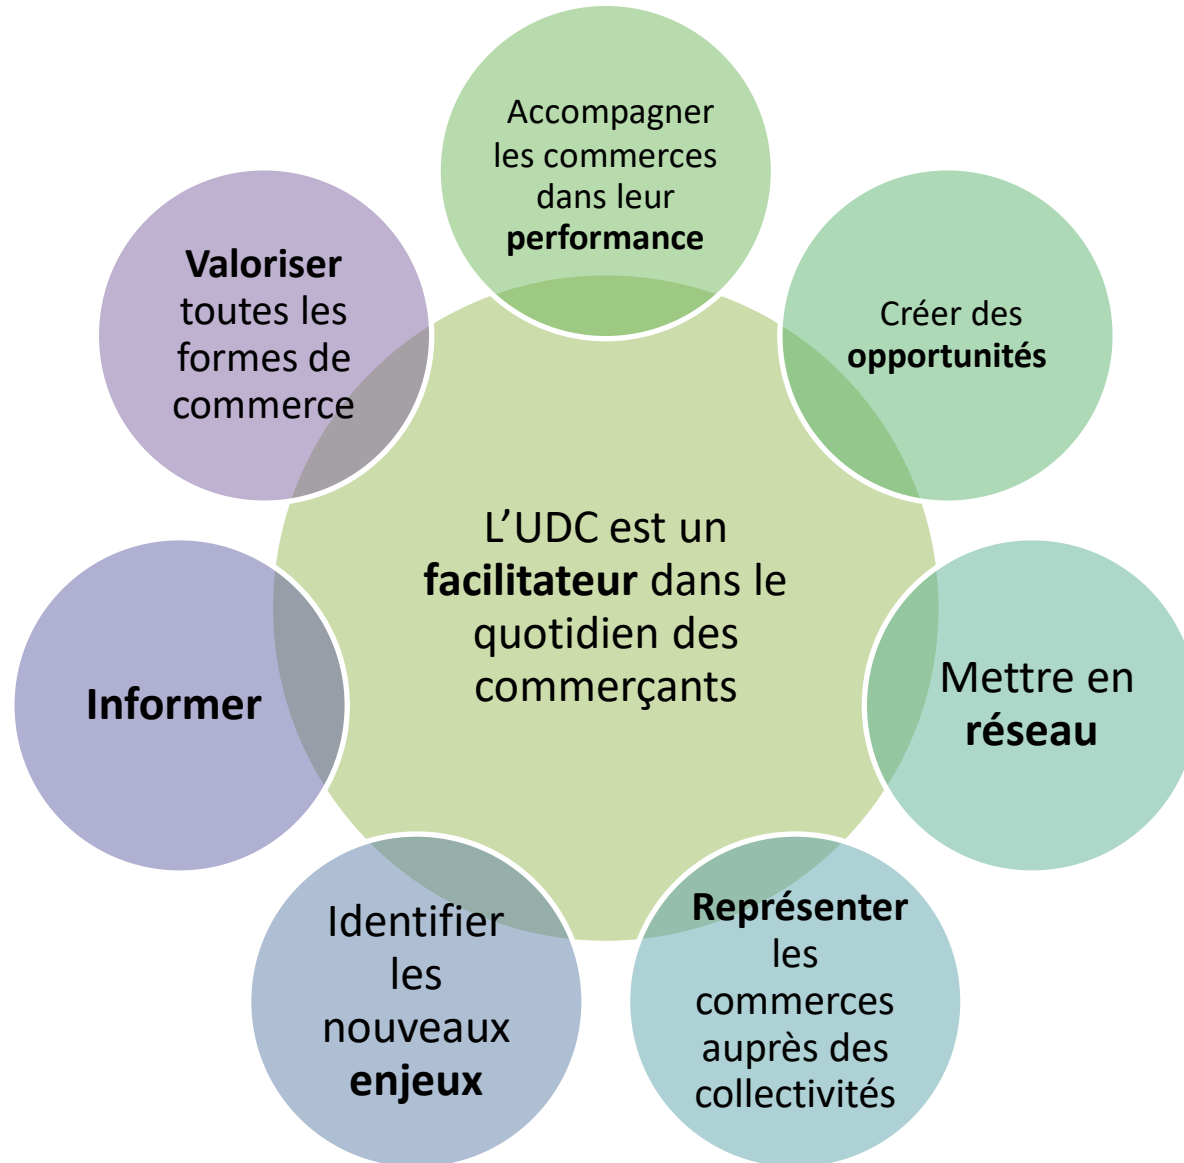 Accompagner
les commerces
dans leur
performance
Créer des
opportunités
Mettre en
réseau
Représenter
les
commerces
auprès des
collectivités
Identifier
les
nouveaux
enjeux
Informer
Valoriser
toutes les
formes de
commerce
L’UDC est un
facilitateur dans le
quotidien des
commerçants